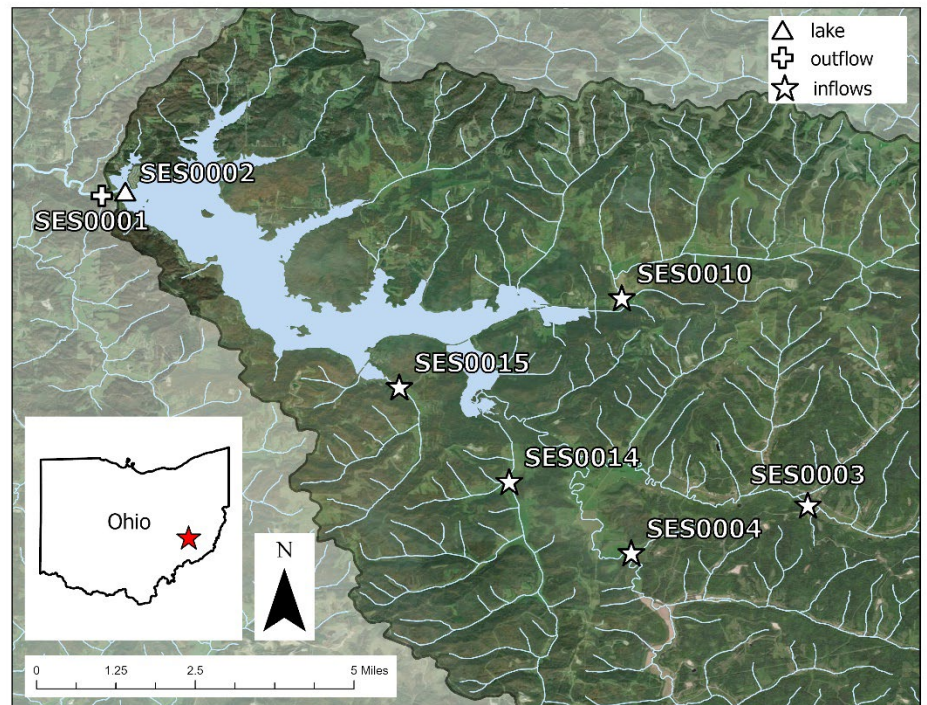 lake
outflow
inflows
SES0002
SES0001
SES0010
SES0015
SES0014
SES0003
SES0004
Ohio
N
0 1.25 2.5 5 Miles